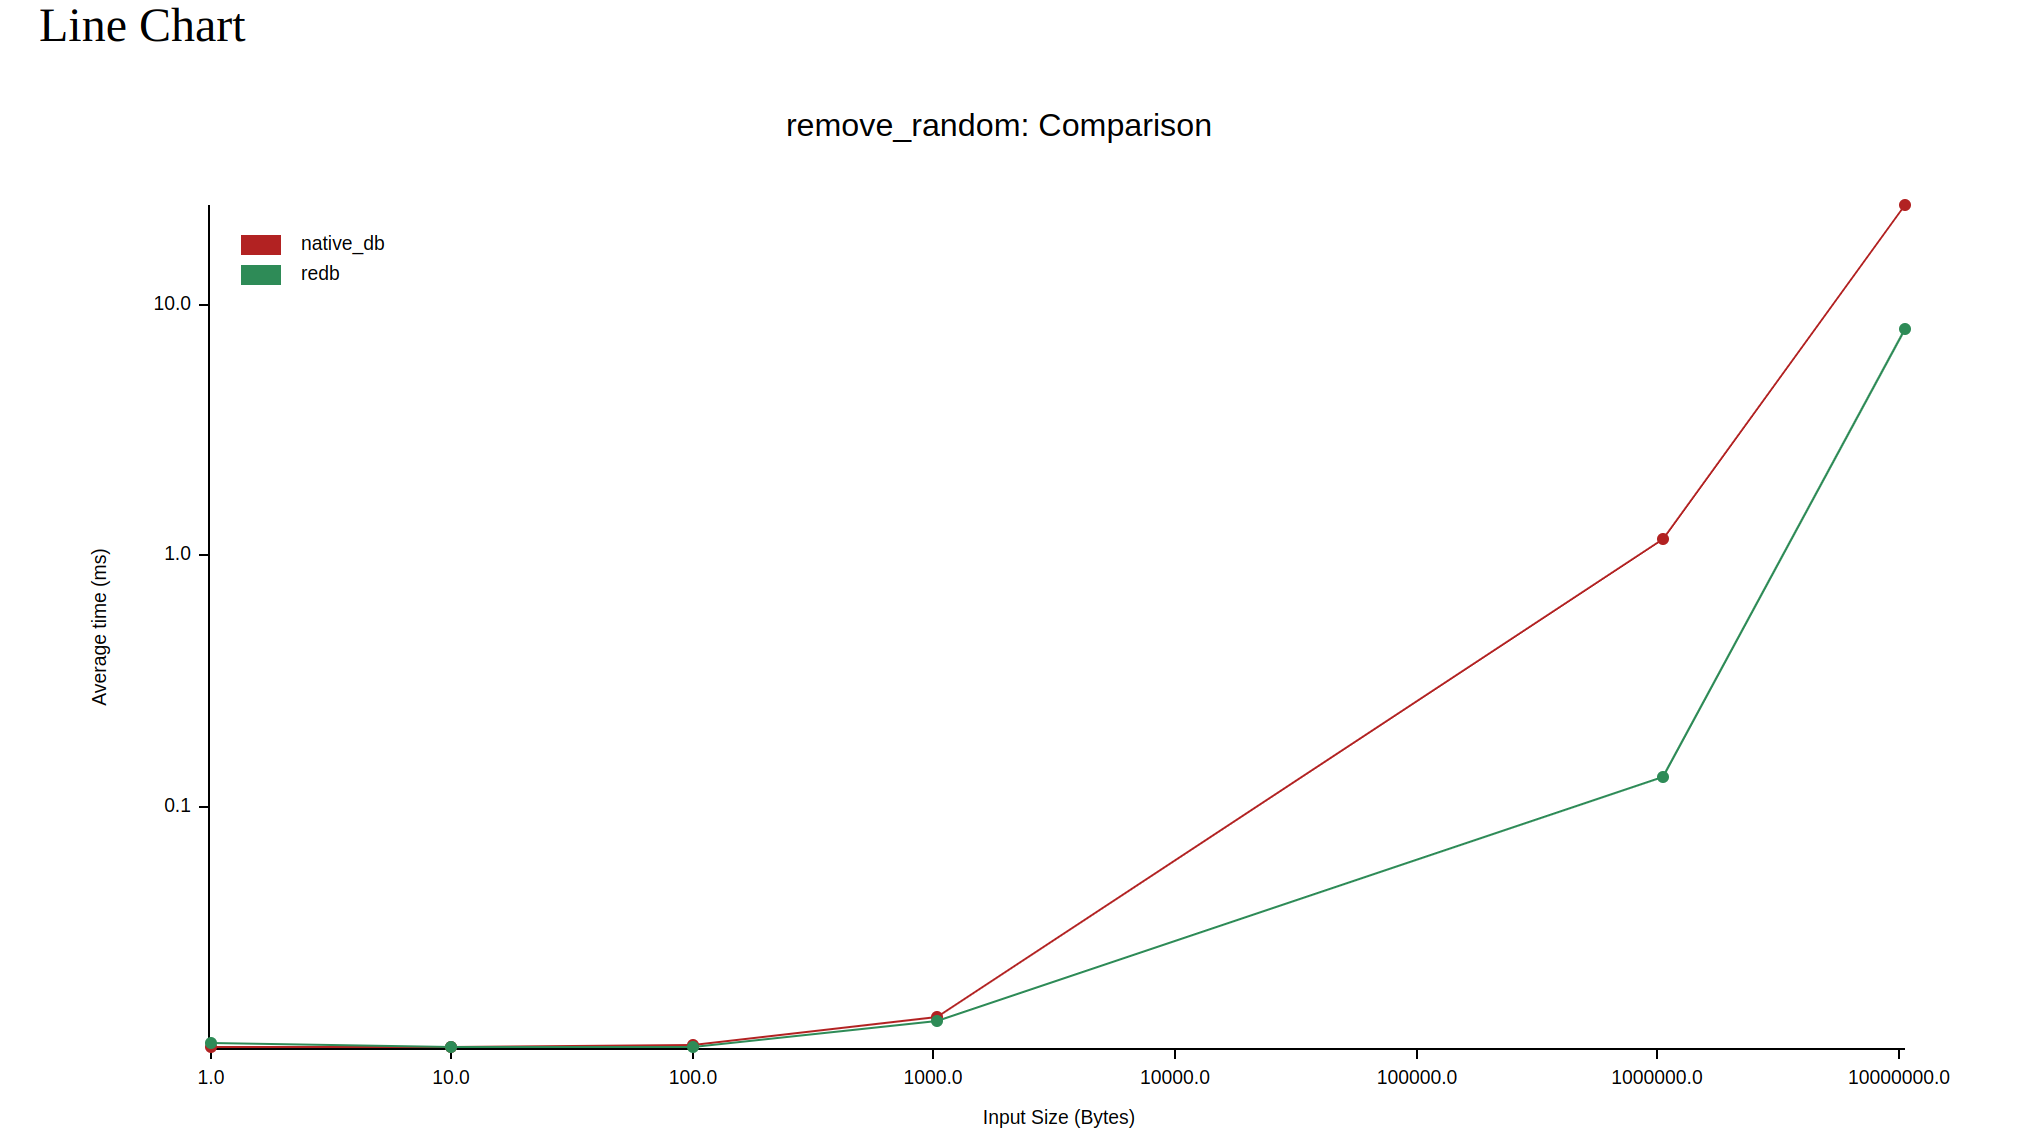 Line Chart
remove_random: Comparison
native_db
redb
10.0
1.0
0.1
Average time (ms)
1.0 10.0 100.0 1000.0 10000.0 100000.0 1000000.0 10000000.0
Input Size (Bytes)